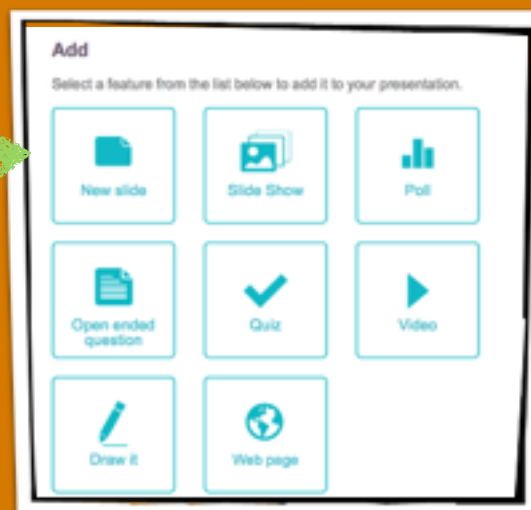 Add
Select a feature from the list below to add it to your presentation.
New slide
Slide Show
Poll
Open ended
question
Quiz
Video
Draw it
Web page